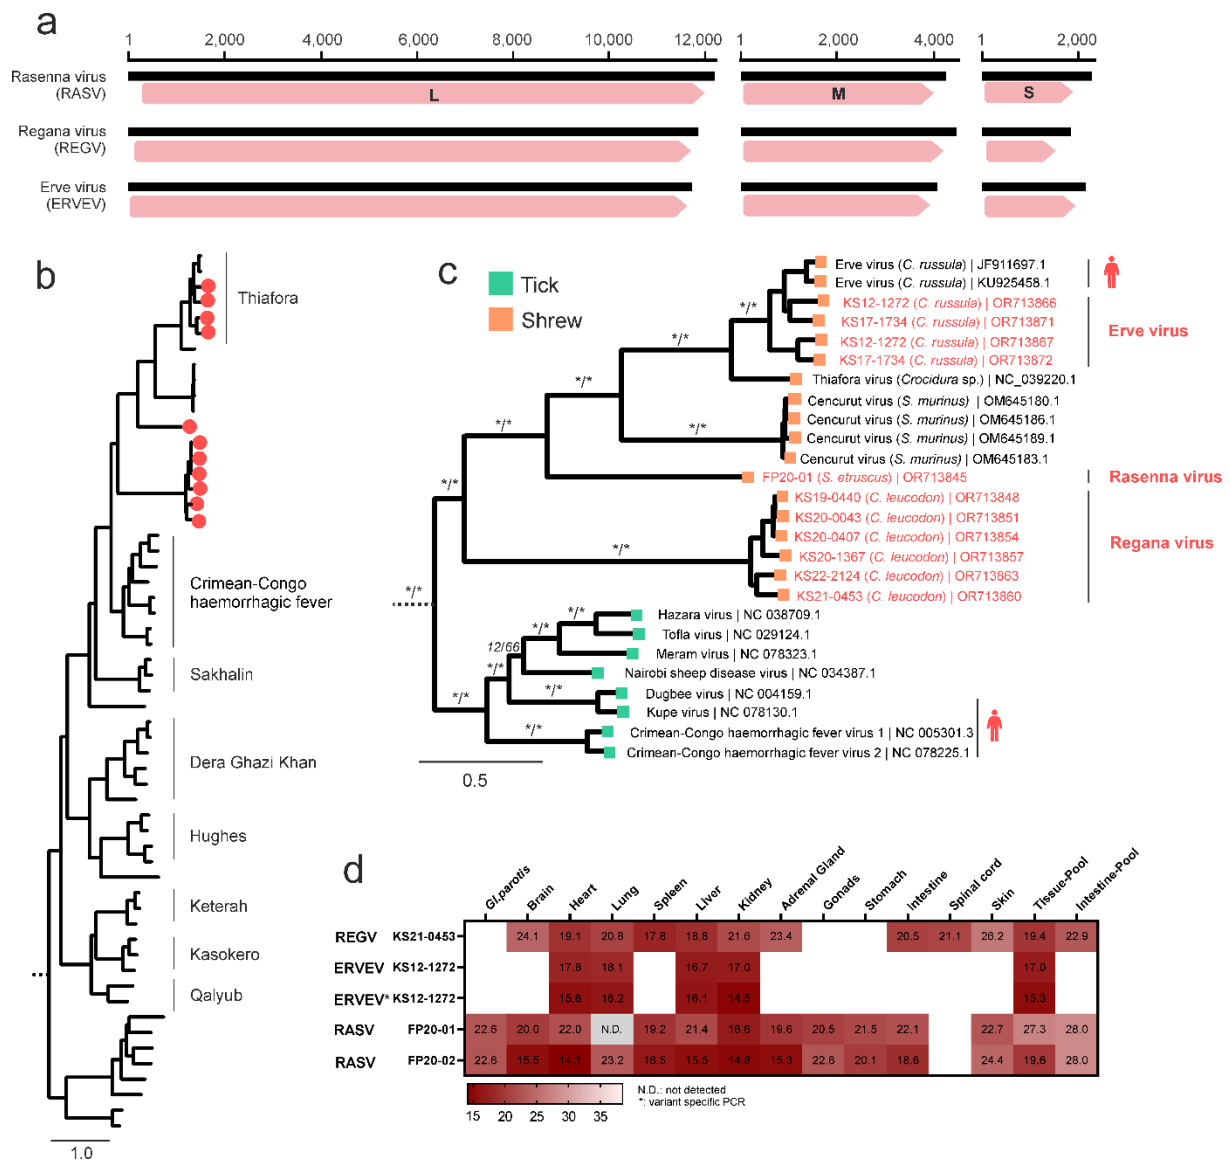 a
1 2,000 4,000 6,000 8,000 10,000 12,000 1 2,000 4,000 1 2,000
Rasenna virus
(RASV)
L M S
Regana virus
(REGV)
Erve virus
(ERVEV)
b
Thiafora
Crimean-Congo
haemorrhagic fever
Sakhalin
Dera Ghazi Khan
Hughes
Keterah
Kasokero
Qalyub
1.0
c
Tick
Shrew
Erve virus (C. russula) | JF911697.1
Erve virus (C. russula) | KU925458.1
KS12-1272 (C. russula) | OR713866
KS17-1734 (C. russula) | OR713871
KS12-1272 (C. russula) | OR713867
KS17-1734 (C. russula) | OR713872
Erve virus
Thiafora virus (Crocidura sp.) | NC_039220.1
Cencurut virus (S. murinus) | OM645180.1
Cencurut virus (S. murinus) | OM645186.1
Cencurut virus (S. murinus) | OM645189.1
Cencurut virus (S. murinus) | OM645183.1
FP20-01 (S. etruscus) | OR713845
Rasenna virus
KS19-0440 (C. leucodon) | OR713848
KS20-0043 (C. leucodon) | OR713851
KS20-0407 (C. leucodon) | OR713854
KS20-1367 (C. leucodon) | OR713857
KS22-2124 (C. leucodon) | OR713863
KS21-0453 (C. leucodon) | OR713860
Regana virus
Hazara virus | NC 038709.1
Tofla virus | NC 029124.1
Meram virus | NC 078323.1
Nairobi sheep disease virus | NC 034387.1
Dugbee virus | NC 004159.1
Kupe virus | NC 078130.1
Crimean-Congo haemorrhagic fever virus 1 | NC 005301.3
Crimean-Congo haemorrhagic fever virus 2 | NC 078225.1
*/*
*/*
*/*
*/*
*/*
*/*
*/*
*/*
*/*
*/*
12/66
*/*
*/*
*/*
*/*
*/*
0.5
d
Gl.parotis Brain Heart Lung Spleen Liver Kidney Adrenal Gland Gonads Stomach Intestine Spinal cord Skin Tissue-Pool Intestine-Pool
REGV KS21-0453 24.1 19.1 20.8 17.8 18.8 21.6 23.4 20.5 21.1 26.2 19.4 22.9
ERVEV KS12-1272 17.8 18.1 16.7 17.0 17.0
ERVEV* KS12-1272 15.6 16.2 16.1 14.5 15.3
RASV FP20-01 22.6 20.0 22.0 N.D. 19.2 21.4 16.6 19.6 20.5 21.5 22.1 22.7 27.3 28.0
RASV FP20-02 22.6 15.5 14.1 23.2 16.5 15.5 14.8 15.3 22.6 20.1 18.6 24.4 19.6 28.0
15 20 25 30 35
N.D.: not detected
*: variant specific PCR